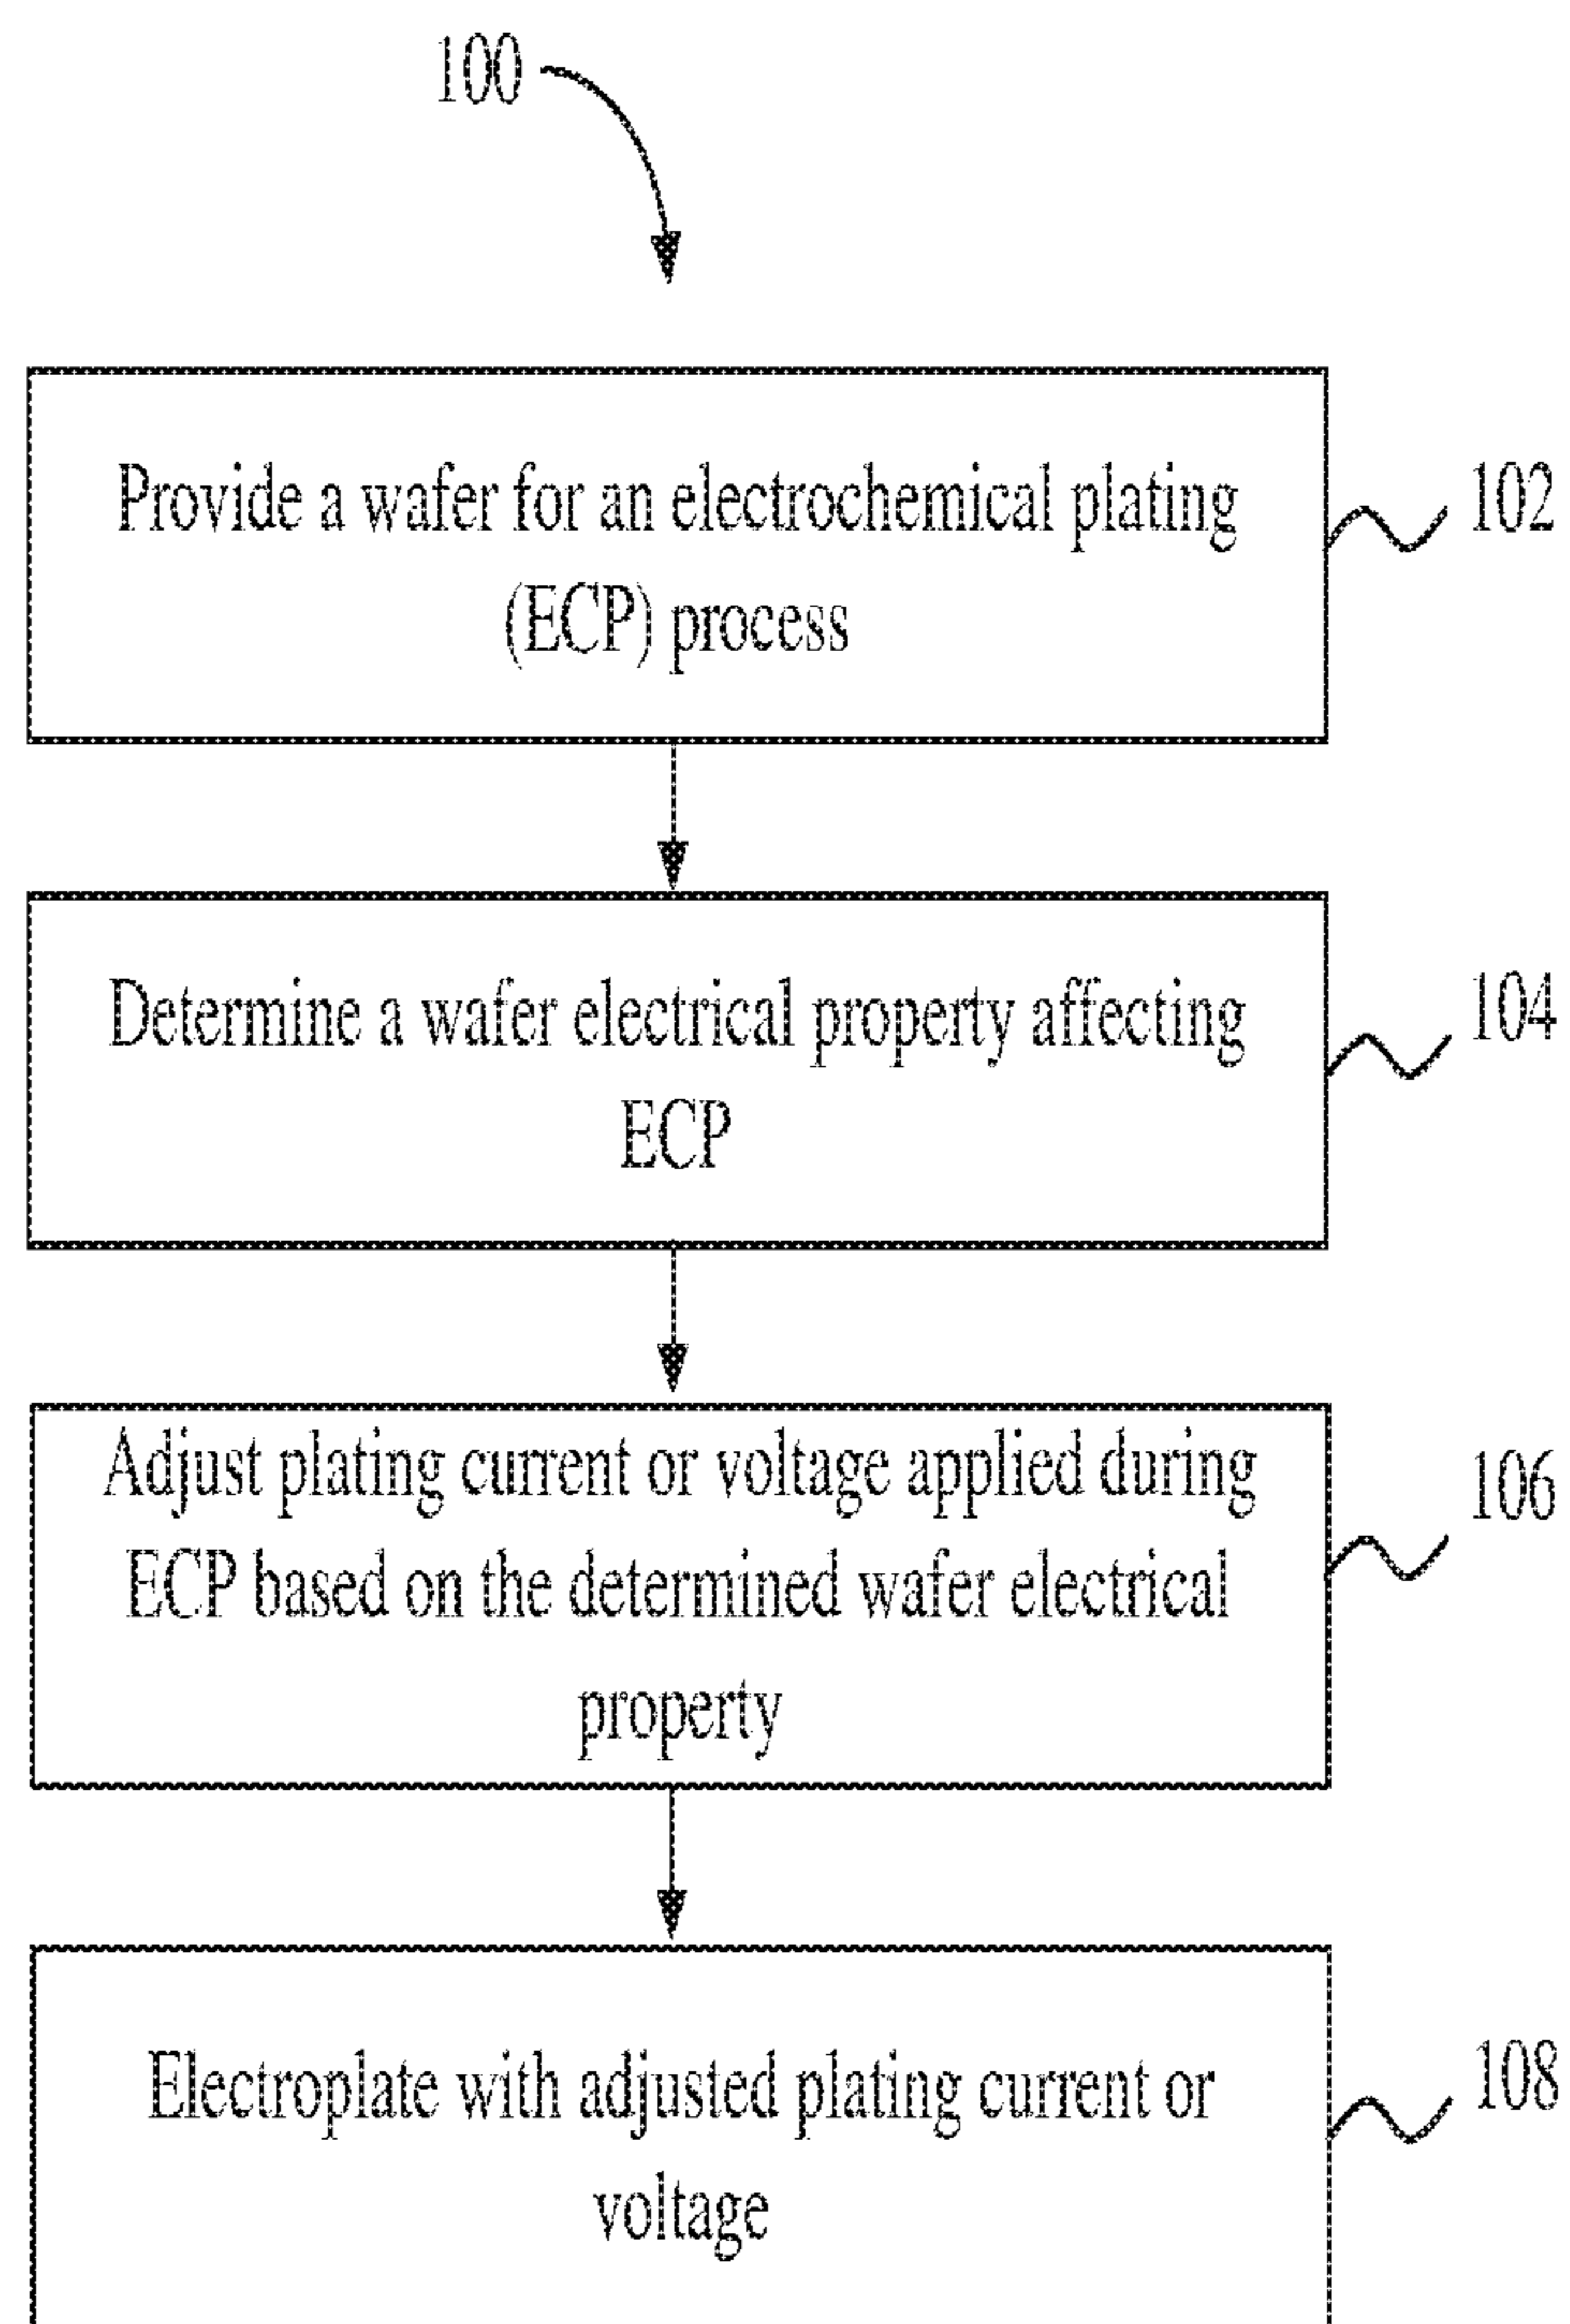 100
Provide a wafer for an electrochemical plating
(ECP) process
102
Determine a wafer electrical property affecting
ECP
104
Adjust plating current or voltage applied during
ECP based on the determined wafer electrical
property
106
Electroplate with adjusted plating current or
voltage
108